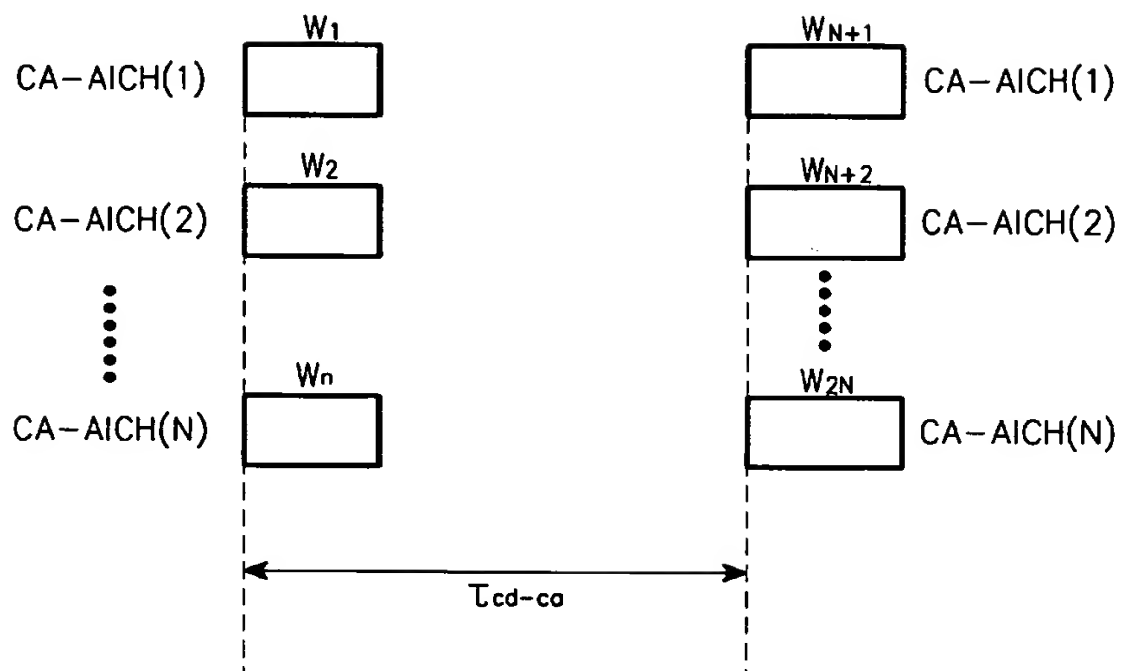 W1
WN+1
CA-AICH(1)
CA-AICH(1)
W2
WN+2
CA-AICH(2)
CA-AICH(2)
Wn
W2N
CA-AICH(N)
CA-AICH(N)
τcd-ca